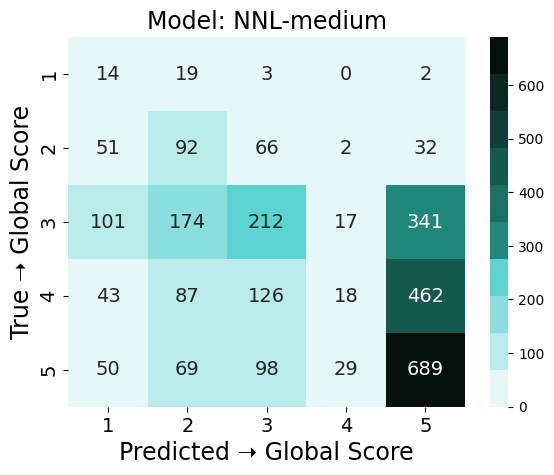 Model: NNL-medium
True → Global Score
1 14 19 3 0 2
2 51 92 66 2 32
3 101 174 212 17 341
4 43 87 126 18 462
5 50 69 98 29 689
1 2 3 4 5
Predicted → Global Score
600
500
400
300
200
100
0